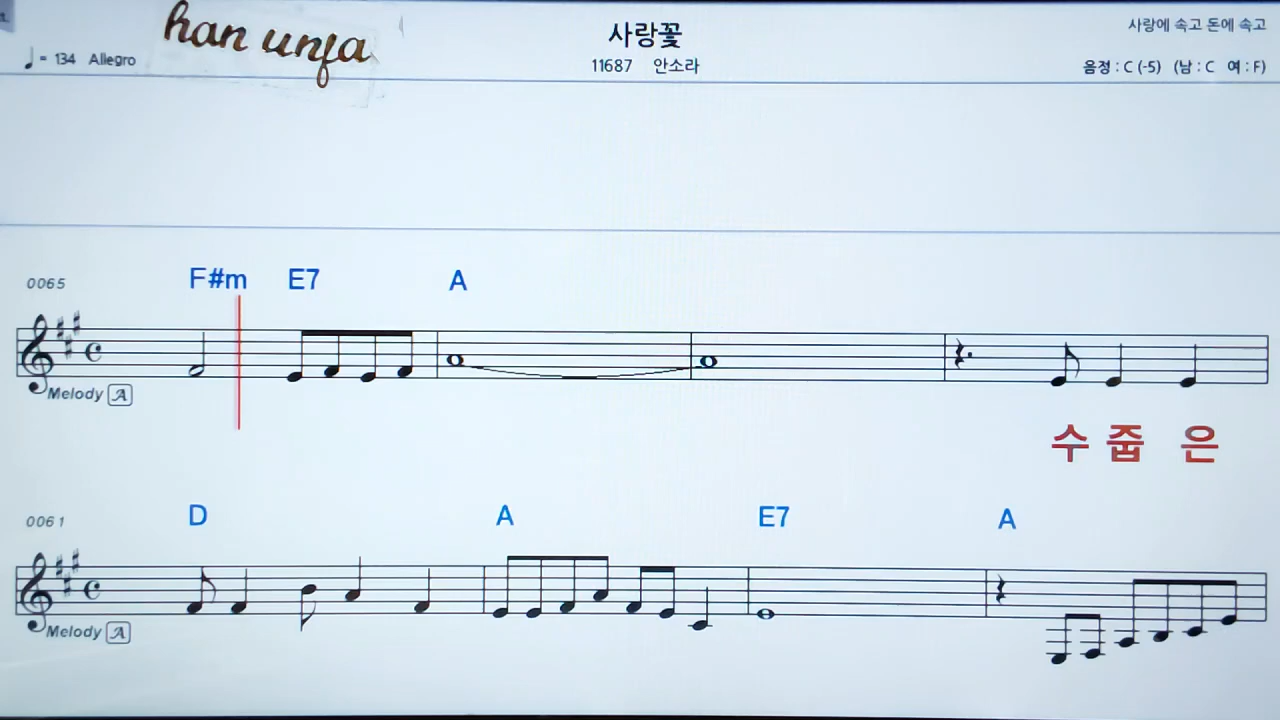 han unfa
사랑꽃
사랑에 속고 돈에 속고
= 134 Allegro
11687 안소라
음정 : C (-5) (남 : C 여 : F)
0065
F#m E7 A
Melody A
수 줍 은
0061
D A E7 A
Melody A